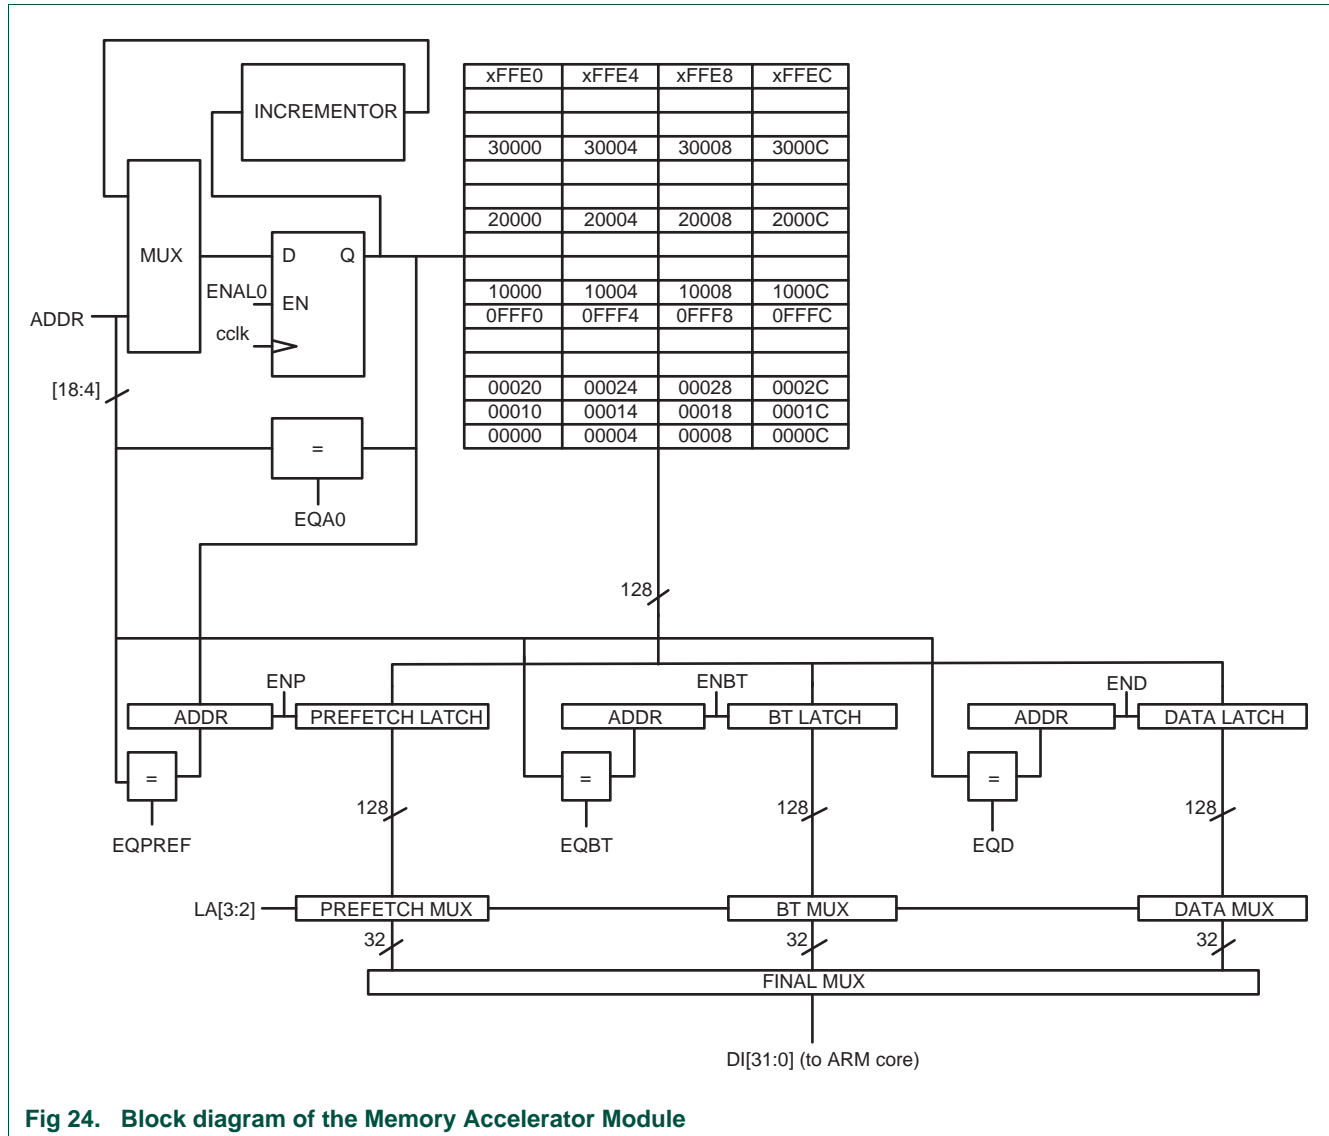 xFFE0 xFFE4 xFFE8 xFFEC
INCREMENTOR
30000 30004 30008 3000C
20000 20004 20008 2000C
MUX D Q
ENAL0 EN
10000 10004 10008 1000C
ADDR
0FFF0 0FFF4 0FFF8 0FFFC
cclk
[18:4]
00020 00024 00028 0002C
00010 00014 00018 0001C
00000 00004 00008 0000C
=
EQA0
128
ENP ENBT END
ADDR PREFETCH LATCH ADDR BT LATCH ADDR DATA LATCH
= = =
128 128 128
EQPREF EQBT EQD
LA[3:2] PREFETCH MUX BT MUX DATA MUX
32 32 32
FINAL MUX
DI[31:0] (to ARM core)
Fig 24. Block diagram of the Memory Accelerator Module